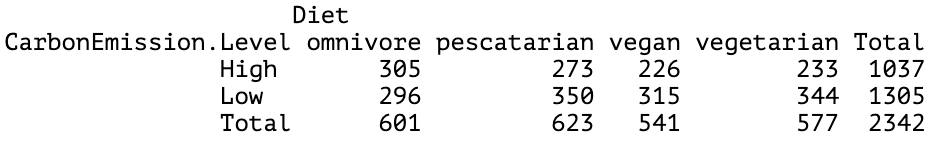 Diet
CarbonEmission.Level omnivore pescatarian vegan vegetarian Total
High 305 273 226 233 1037
Low 296 350 315 344 1305
Total 601 623 541 577 2342